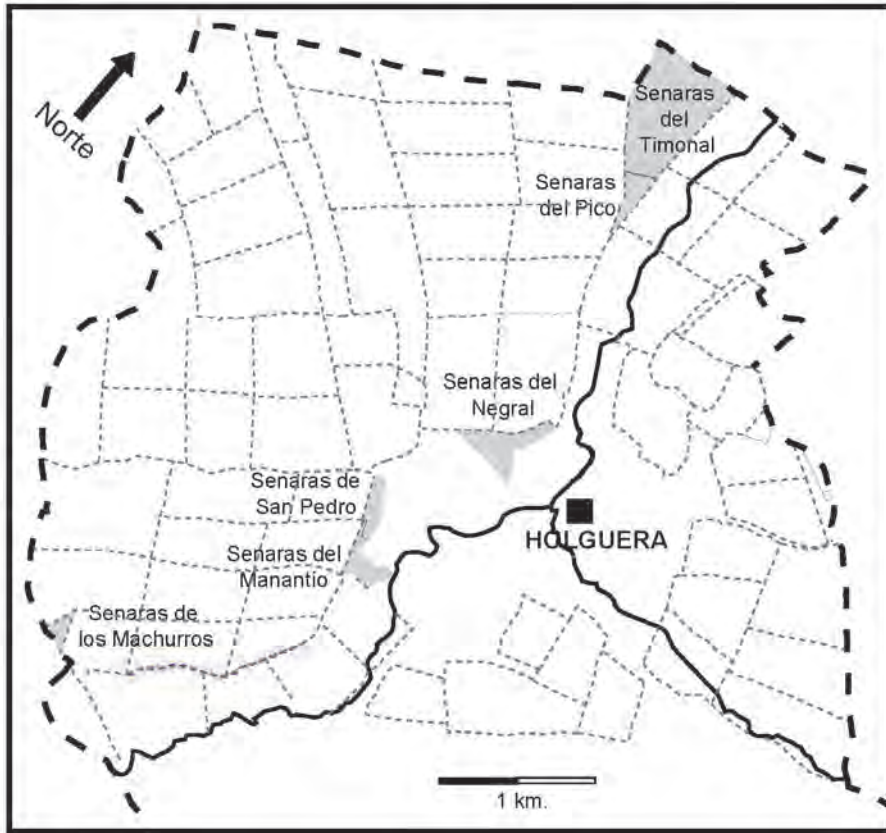 Norte
Senaras
del
Timonal
Senaras
del Pico
Senaras del
Negral
Senaras de
San Pedro
HOLGUERA
Senaras del
Manantío
Senaras de
los Machurros
1 km.